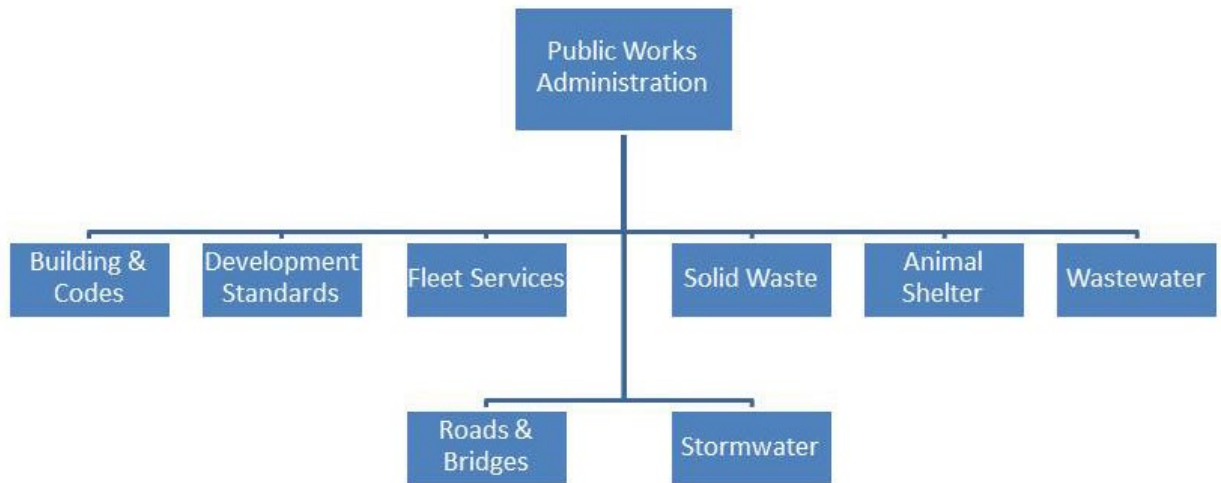 Public Works
Administration
Building &
Codes
Development
Standards
Fleet Services
Solid Waste
Animal
Shelter
Wastewater
Roads &
Bridges
Stormwater